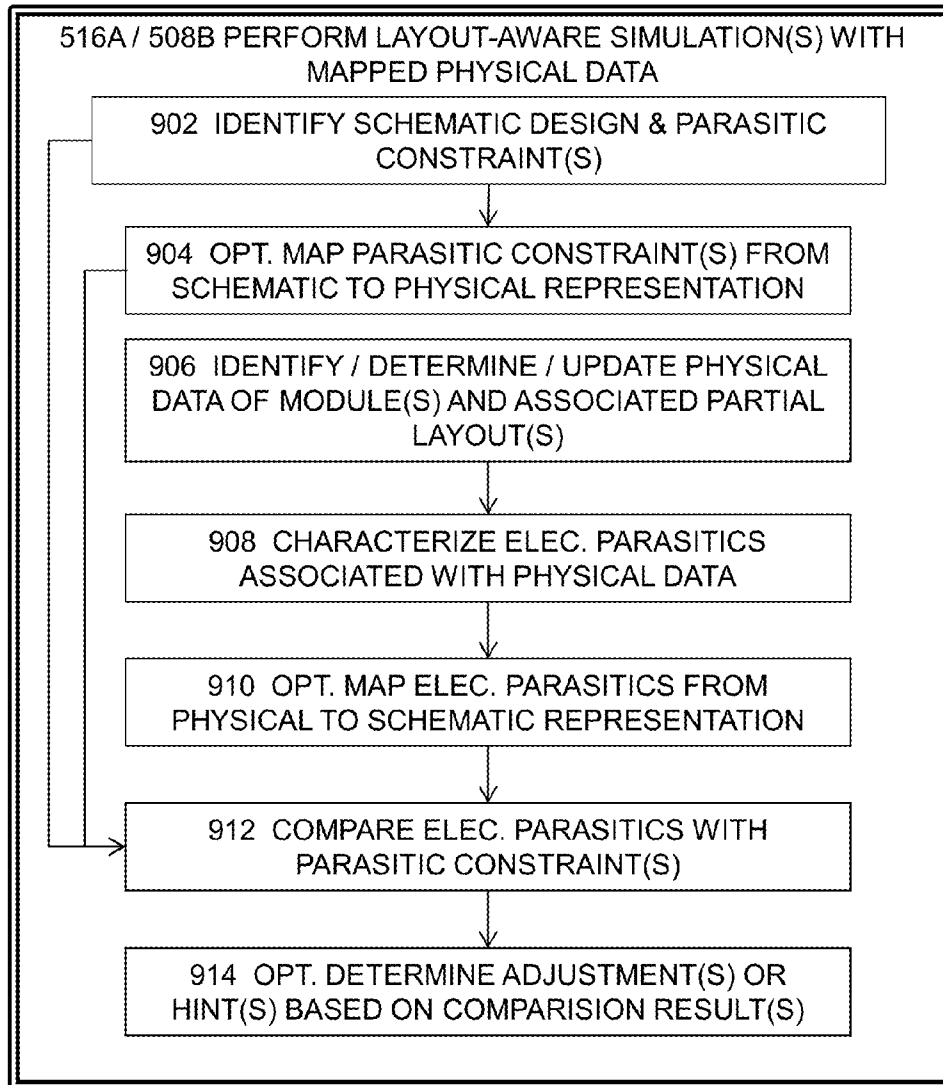 516A / 508B PERFORM LAYOUT-AWARE SIMULATION(S) WITH
MAPPED PHYSICAL DATA
902 IDENTIFY SCHEMATIC DESIGN & PARASITIC
CONSTRAINT(S)
904 OPT. MAP PARASITIC CONSTRAINT(S) FROM
SCHEMATIC TO PHYSICAL REPRESENTATION
906 IDENTIFY / DETERMINE / UPDATE PHYSICAL
DATA OF MODULE(S) AND ASSOCIATED PARTIAL
LAYOUT(S)
908 CHARACTERIZE ELEC. PARASITICS
ASSOCIATED WITH PHYSICAL DATA
910 OPT. MAP ELEC. PARASITICS FROM
PHYSICAL TO SCHEMATIC REPRESENTATION
912 COMPARE ELEC. PARASITICS WITH
PARASITIC CONSTRAINT(S)
914 OPT. DETERMINE ADJUSTMENT(S) OR
HINT(S) BASED ON COMPARISION RESULT(S)